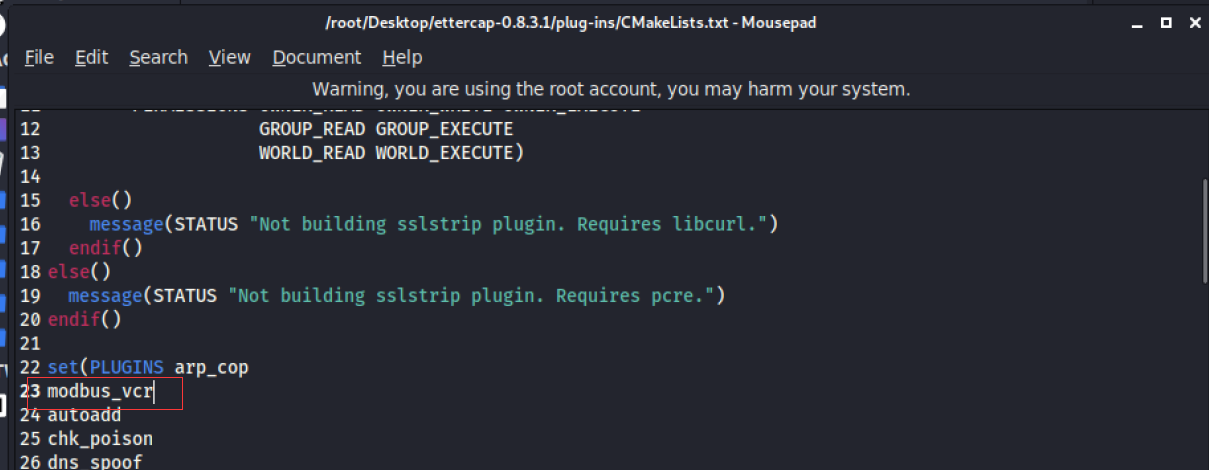 /root/Desktop/ettercap-0.8.3.1/plug-ins/CMakeLists.txt - Mousepad
File Edit Search View Document Help
Warning, you are using the root account, you may harm your system.
12 GROUP_READ GROUP_EXECUTE
13 WORLD_READ WORLD_EXECUTE)
14
15 else()
16 message(STATUS "Not building sslstrip plugin. Requires libcurl.")
17 endif()
18 else()
19 message(STATUS "Not building sslstrip plugin. Requires pcre.")
20 endif()
21
22 set(PLUGINS arp_cop
23 modbus_vcr
24 autoadd
25 chk_poison
26 dns_spoof